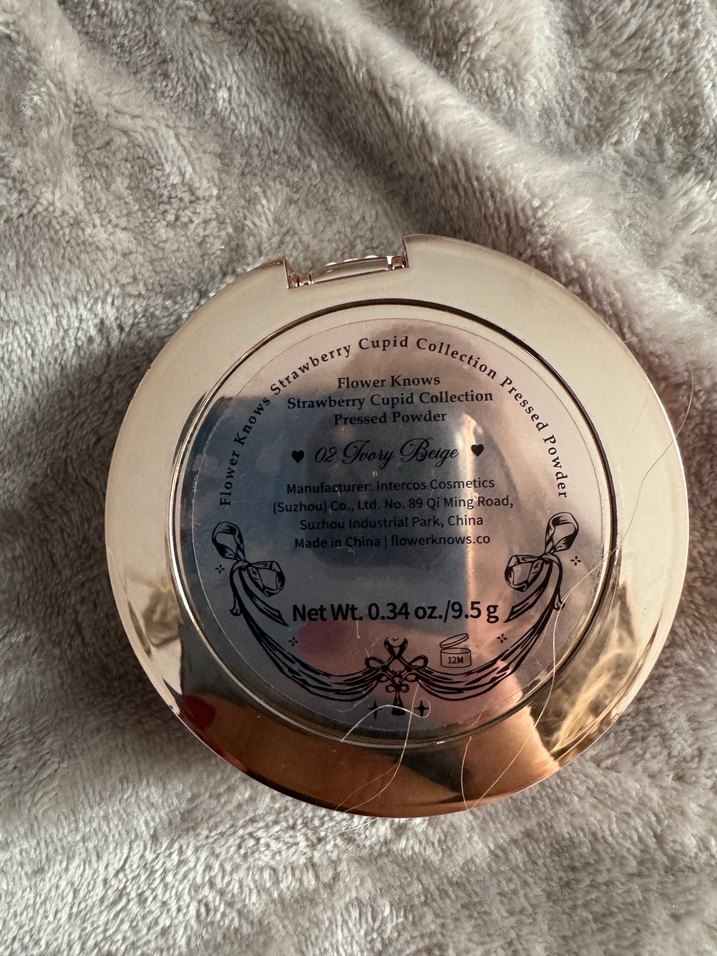 Flower Knows Strawberry Cupid Collection Pressed Powder
Flower Knows
Strawberry Cupid Collection
Pressed Powder
♥ 02 Ivory Beige ♥
Manufacturer: Intercos Cosmetics
(Suzhou) Co., Ltd. No. 89 Qi Ming Road,
Suzhou Industrial Park, China
Made in China | flowerknows.co
Net Wt. 0.34 oz./9.5 g
12M